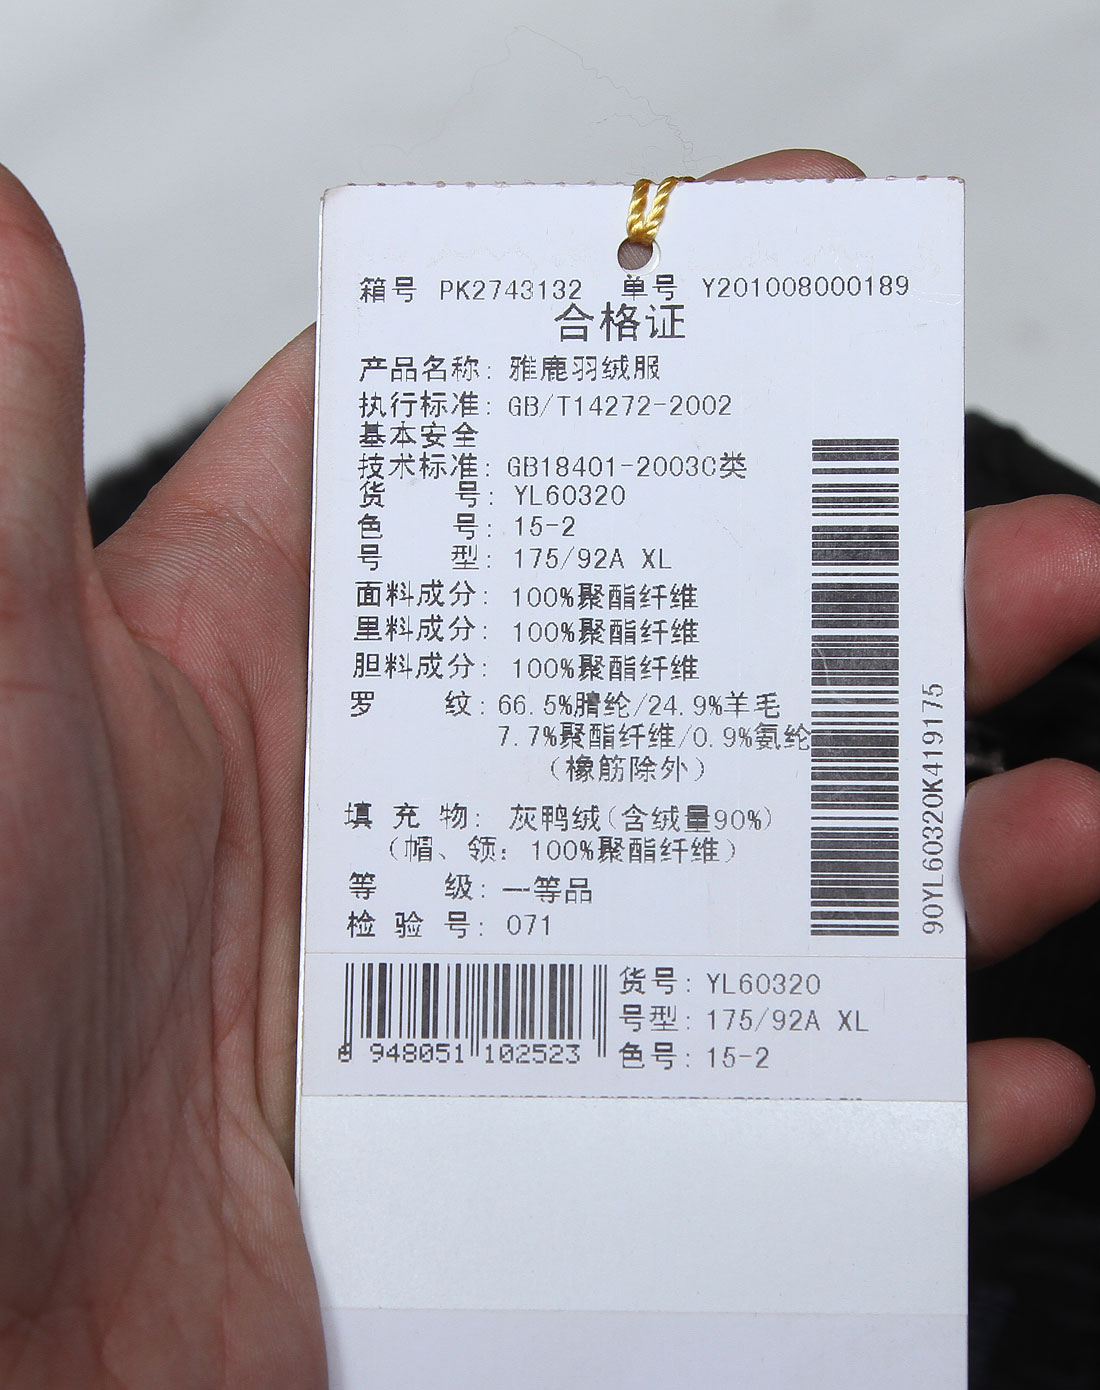 箱号 PK2743132 单号 Y201008000189
合格证
产品名称: 雅鹿羽绒服
执行标准: GB/T14272-2002
基本安全
技术标准: GB18401-2003C类
货 号: YL60320
色 号: 15-2
号 型: 175/92A XL
面料成分: 100%聚酯纤维
里料成分: 100%聚酯纤维
胆料成分: 100%聚酯纤维
罗 纹: 66.5%腈纶/24.9%羊毛
7.7%聚酯纤维/0.9%氨纶
(橡筋除外)
填 充 物: 灰鸭绒(含绒量90%)
(帽、领: 100%聚酯纤维)
等 级: 一等品
检 验 号: 071
90YL60320K419175
货号: YL60320
号型: 175/92A XL
色号: 15-2
6 948051 102523